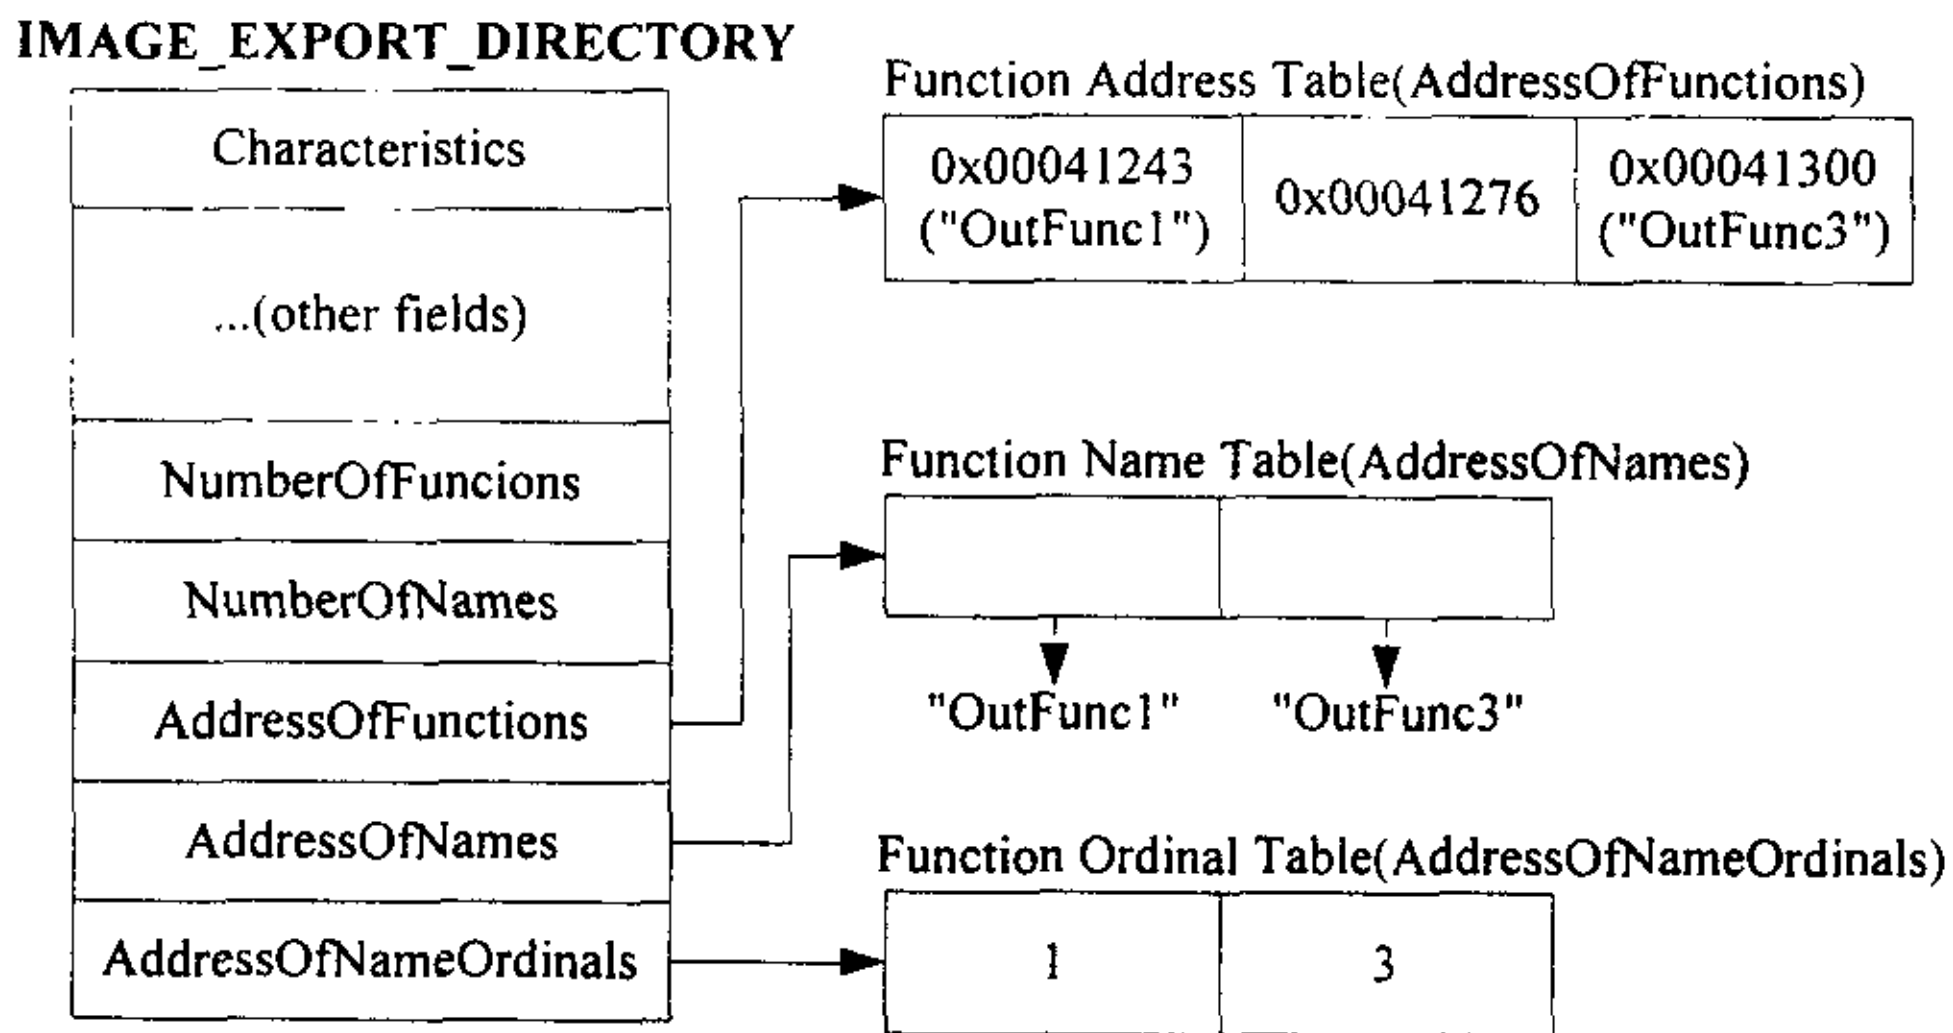 IMAGE_EXPORT_DIRECTORY
Characteristics
...(other fields)
NumberOfFuncions
NumberOfNames
AddressOfFunctions
AddressOfNames
AddressOfNameOrdinals
Function Address Table(AddressOfFunctions)
0x00041243
("OutFunc1")
0x00041276
0x00041300
("OutFunc3")
Function Name Table(AddressOfNames)
"OutFunc1" "OutFunc3"
Function Ordinal Table(AddressOfNameOrdinals)
1 3